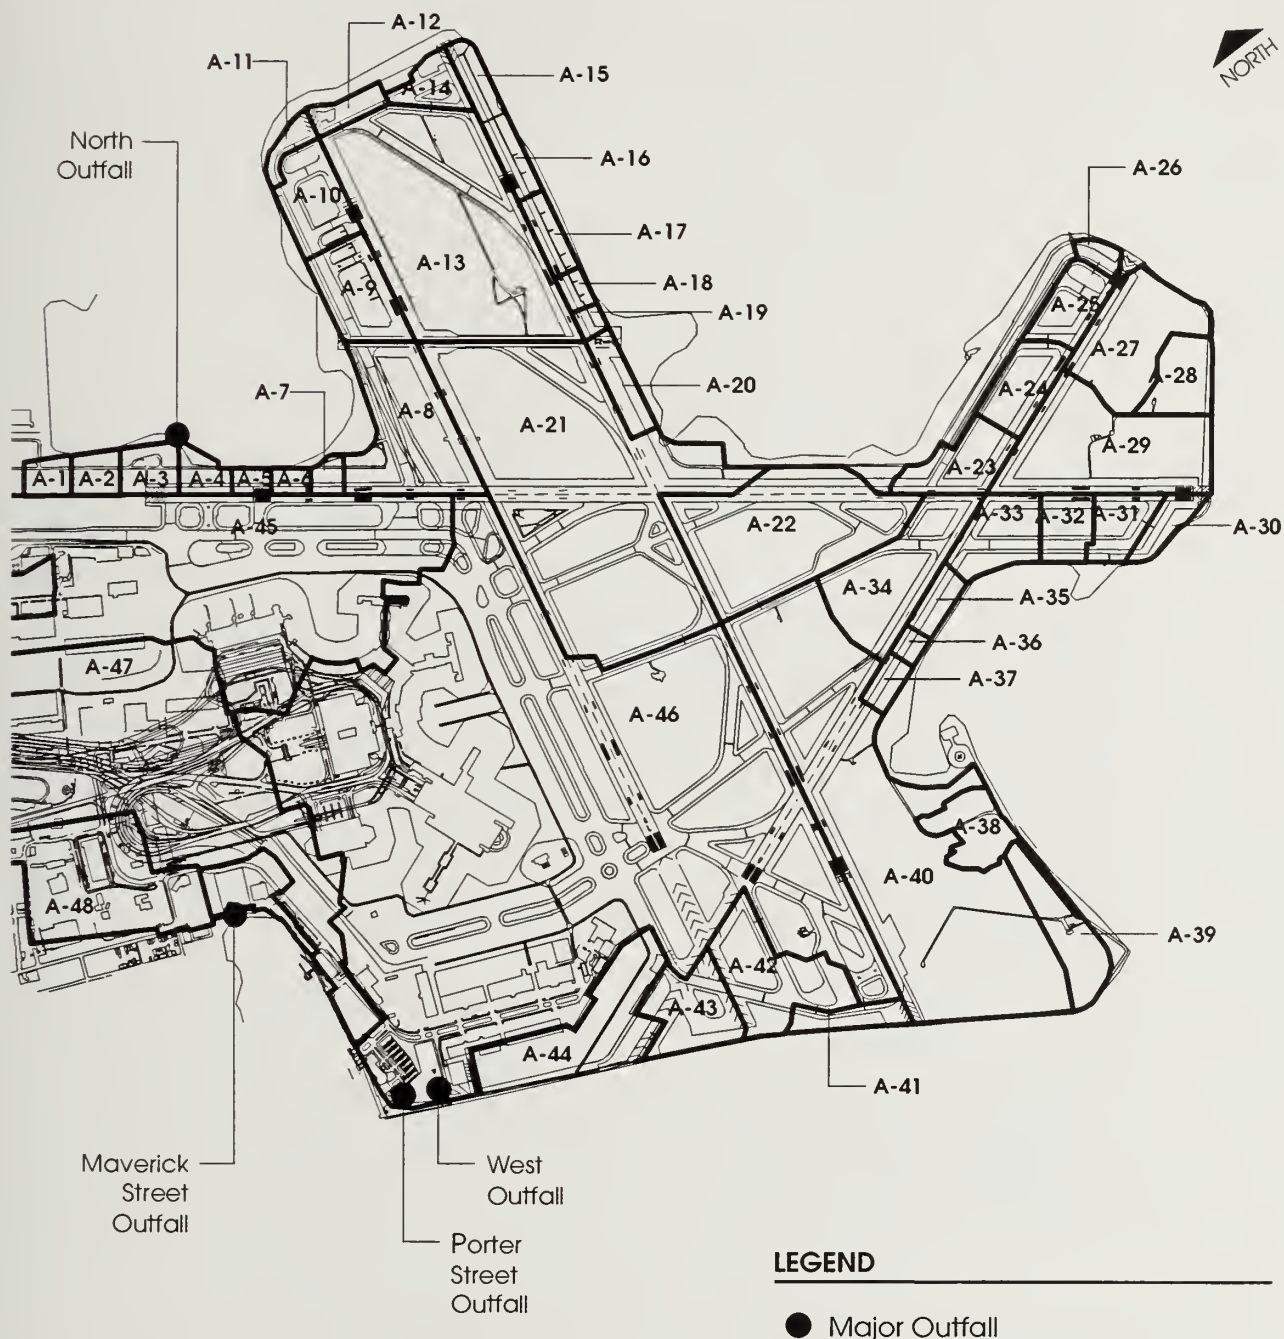 A-12
A-11
A-15
A-14
NORTH
North
Outfall
A-16
A-26
A-10
A-17
A-13
A-9
A-18
A-25
A-19
A-27
A-20
A-28
A-7
A-24
A-8
A-21
A-29
A-23
A-1
A-2
A-3
A-4
A-5
A-6
A-33
A-32
A-31
A-30
A-45
A-22
A-34
A-35
A-36
A-47
A-37
A-46
A-38
A-40
A-48
A-39
A-42
A-43
A-44
A-41
Maverick
Street
Outfall
West
Outfall
Porter
Street
Outfall
LEGEND
Major Outfall